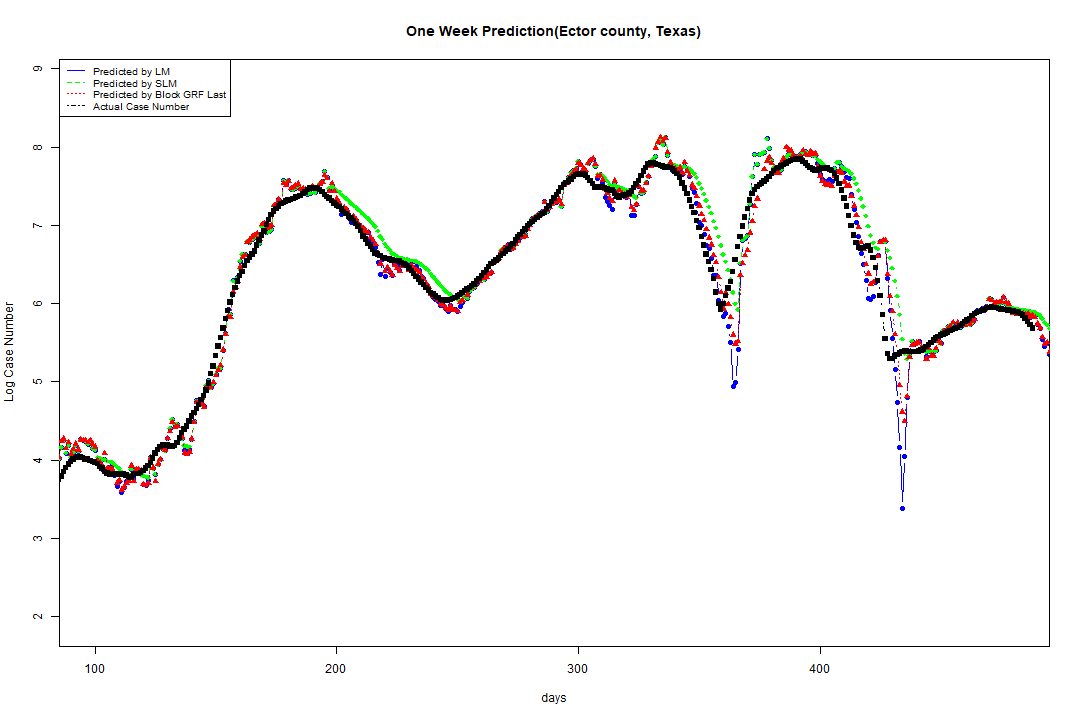 One Week Prediction(Ector county, Texas)
9
8
7
6
5
4
3
2
Log Case Number
Predicted by LM
Predicted by SLM
Predicted by Block GRF Last
Actual Case Number
100 200 300 400
days